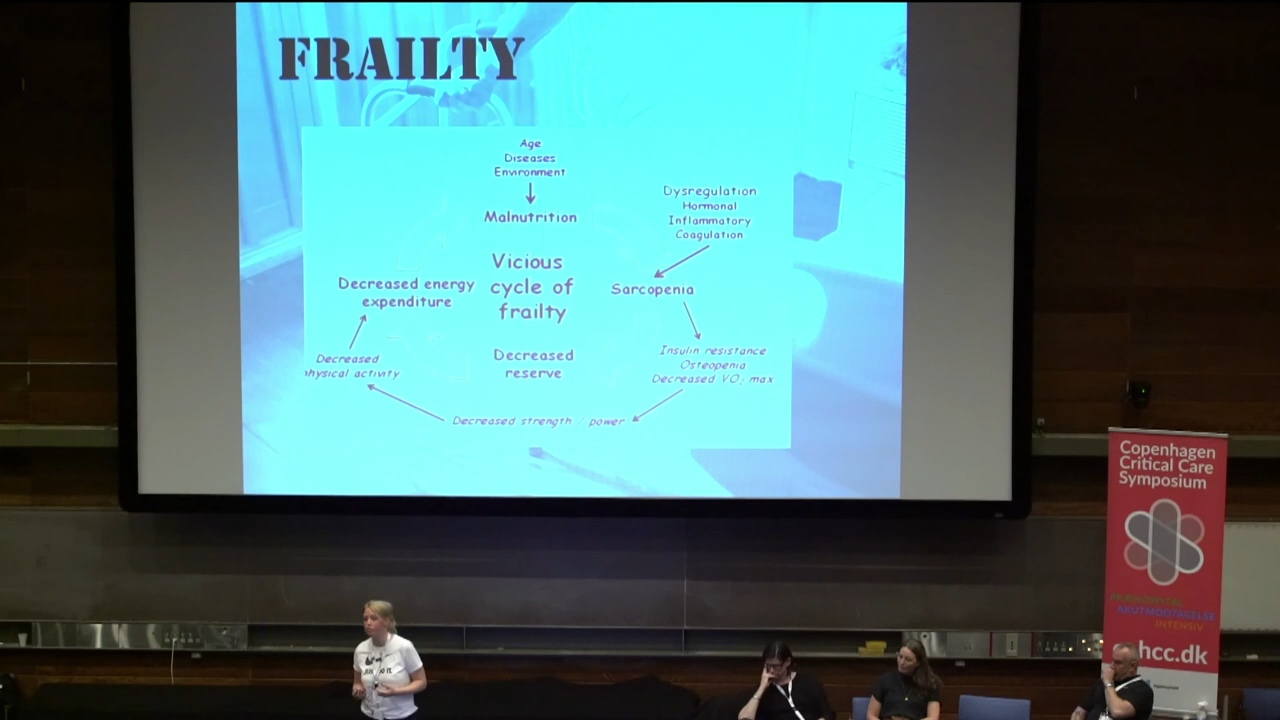 FRAILTY
Age
Diseases
Environment
Malnutrition
Dysregulation
Hormonal
Inflammatory
Coagulation
Vicious
cycle of
frailty
Decreased energy
expenditure
Sarcopenia
Decreased
reserve
Decreased
physical activity
Insulin resistance
Osteopenia
Decreased VO2 max
Decreased strength / power
Copenhagen
Critical Care
Symposium
AKUTMODTAGELSE
INTENSIV
hcc.dk